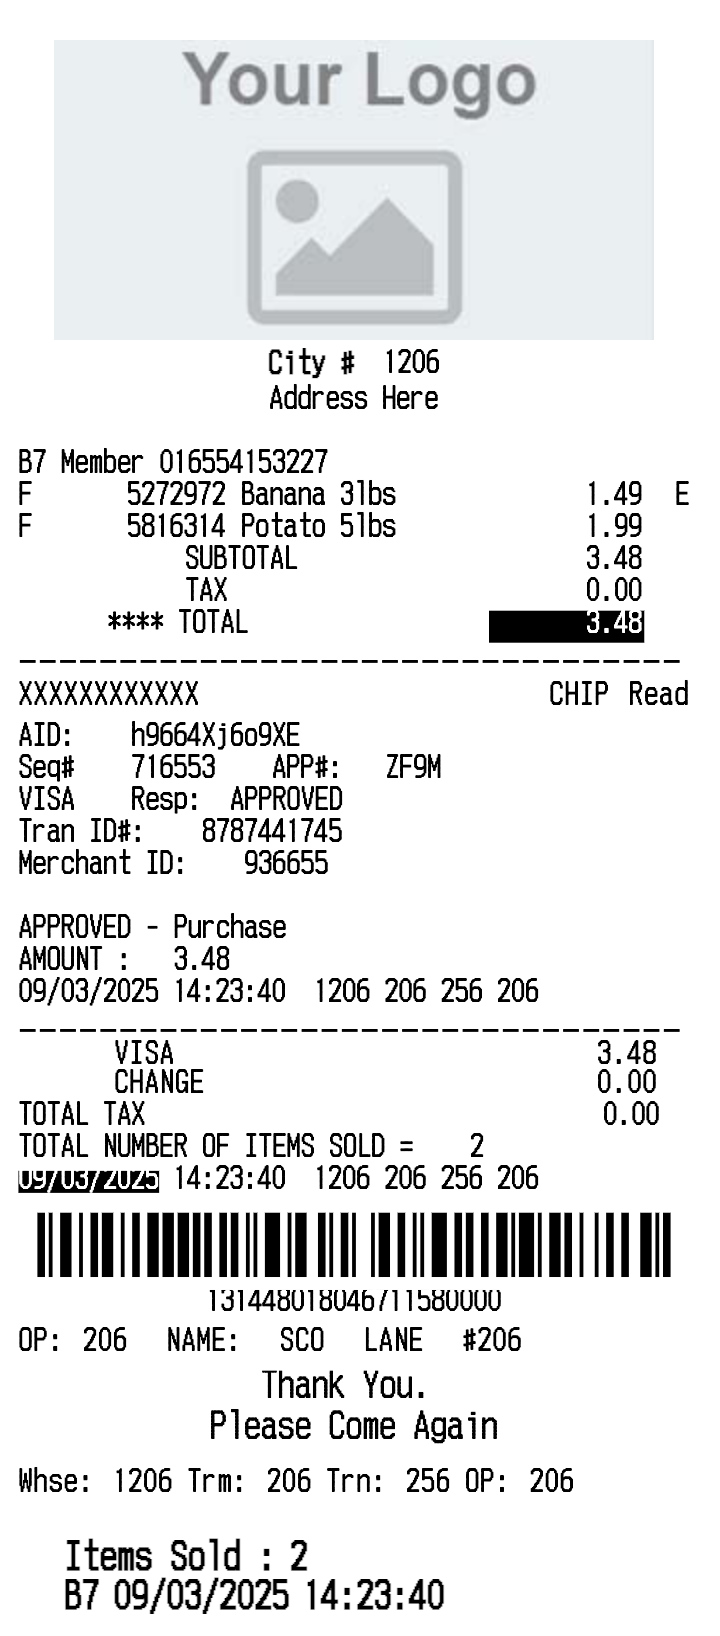 Your Logo
City # 1206
Address Here
B7 Member 016554153227
F 5272972 Banana 3lbs 1.49 E
F 5816314 Potato 5lbs 1.99
SUBTOTAL 3.48
TAX 0.00
**** TOTAL 3.48
XXXXXXXXXXXX CHIP Read
AID: h9664Xj6o9XE
Seq# 716553 APP#: ZF9M
VISA Resp: APPROVED
Tran ID#: 8787441745
Merchant ID: 936655
APPROVED - Purchase
AMOUNT : 3.48
09/03/2025 14:23:40 1206 206 256 206
VISA 3.48
CHANGE 0.00
TOTAL TAX 0.00
TOTAL NUMBER OF ITEMS SOLD = 2
09/03/2025 14:23:40 1206 206 256 206
131448018046711580000
OP: 206 NAME: SCO LANE #206
Thank You.
Please Come Again
Whse: 1206 Trm: 206 Trn: 256 OP: 206
Items Sold : 2
B7 09/03/2025 14:23:40